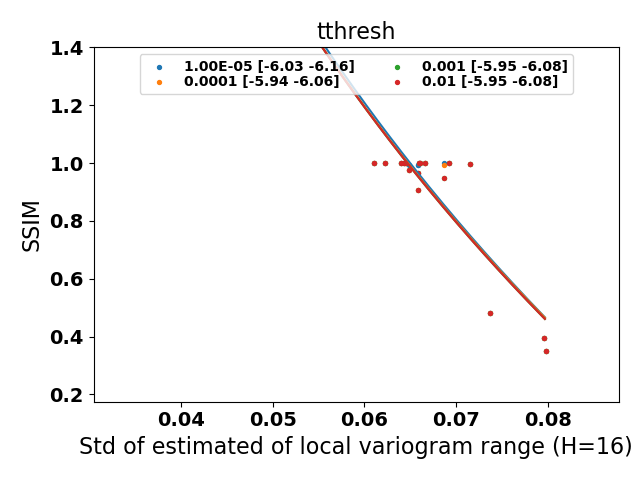 tthresh
1.00E-05 [-6.03 -6.16]
0.0001 [-5.94 -6.06]
0.001 [-5.95 -6.08]
0.01 [-5.95 -6.08]
SSIM
1.4
1.2
1.0
0.8
0.6
0.4
0.2
0.04 0.05 0.06 0.07 0.08
Std of estimated of local variogram range (H=16)